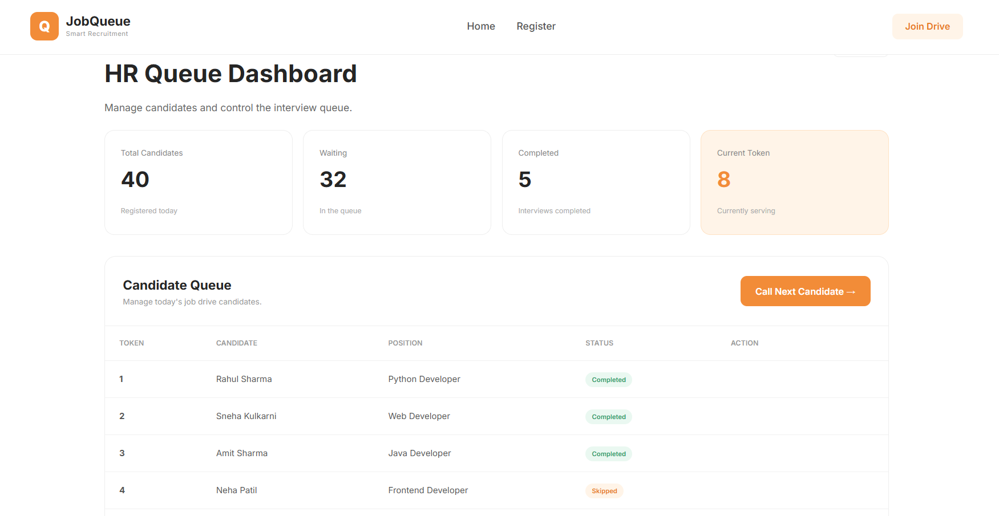 Q
JobQueue
Smart Recruitment
Home
Register
Join Drive
HR Queue Dashboard
Manage candidates and control the interview queue.
Total Candidates
40
Registered today
Waiting
32
In the queue
Completed
5
Interviews completed
Current Token
8
Currently serving
Candidate Queue
Manage today's job drive candidates.
Call Next Candidate →
TOKEN CANDIDATE POSITION STATUS ACTION
1 Rahul Sharma Python Developer Completed
2 Sneha Kulkarni Web Developer Completed
3 Amit Sharma Java Developer Completed
4 Neha Patil Frontend Developer Skipped